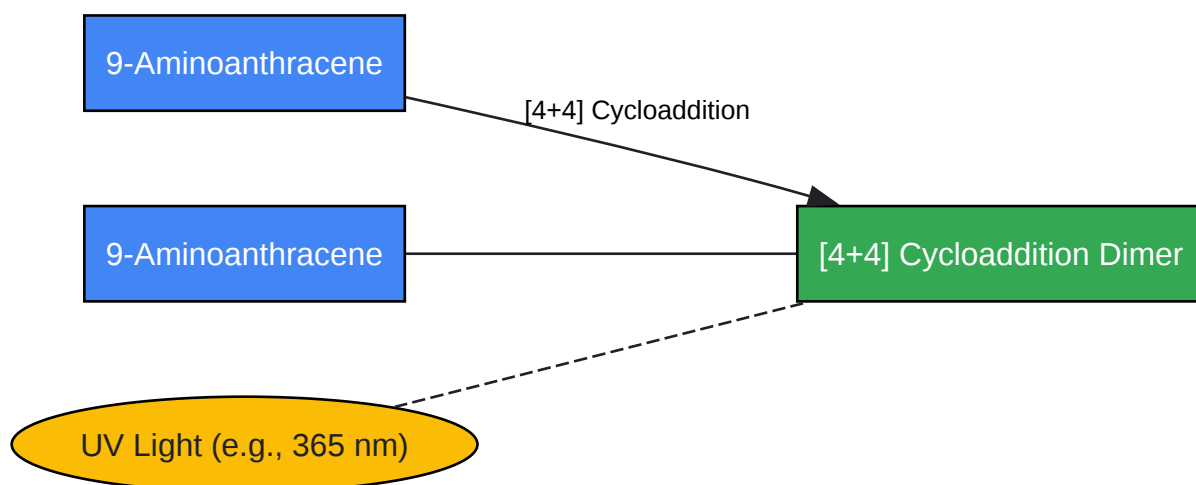 9-Aminoanthracene
[4+4] Cycloaddition
9-Aminoanthracene
[4+4] Cycloaddition Dimer
UV Light (e.g., 365 nm)